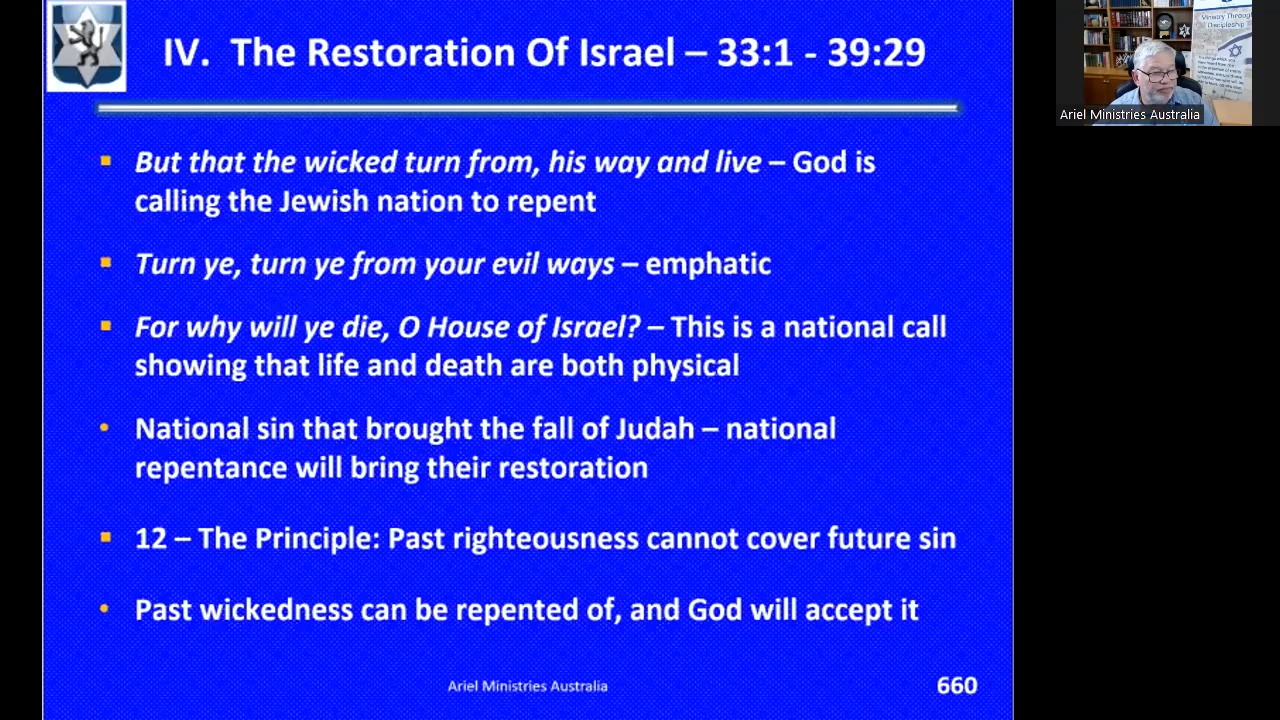 IV. The Restoration Of Israel – 33:1 - 39:29
▪ But that the wicked turn from, his way and live – God is
calling the Jewish nation to repent
▪ Turn ye, turn ye from your evil ways – emphatic
▪ For why will ye die, O House of Israel? – This is a national call
showing that life and death are both physical
• National sin that brought the fall of Judah – national
repentance will bring their restoration
▪ 12 – The Principle: Past righteousness cannot cover future sin
• Past wickedness can be repented of, and God will accept it
Ariel Ministries Australia
660
Ministry Through
Discipleship
Ariel Ministries Australia